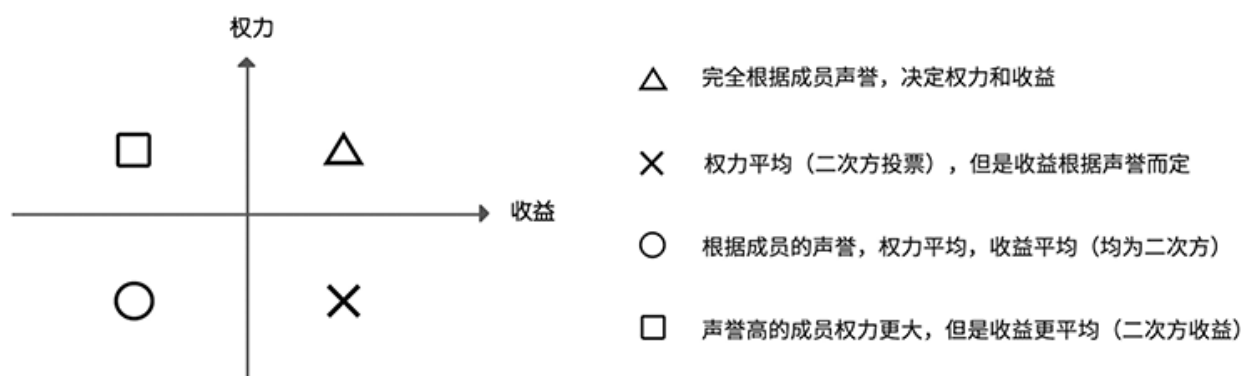 权力
收益
完全根据成员声誉，决定权力和收益
权力平均（二次方投票），但是收益根据声誉而定
根据成员的声誉，权力平均，收益平均（均为二次方）
声誉高的成员权力更大，但是收益更平均（二次方收益）